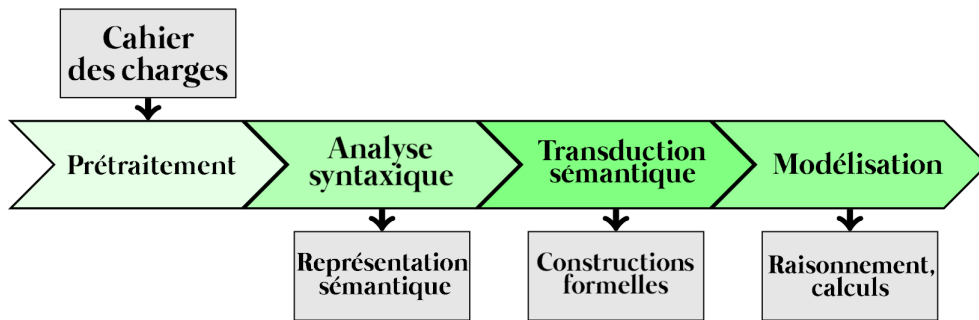 Cahier
des charges
Prétraitement
Analyse
syntaxique
Transduction
sémantique
Modélisation
Représentation
sémantique
Constructions
formelles
Raisonnement,
calculs